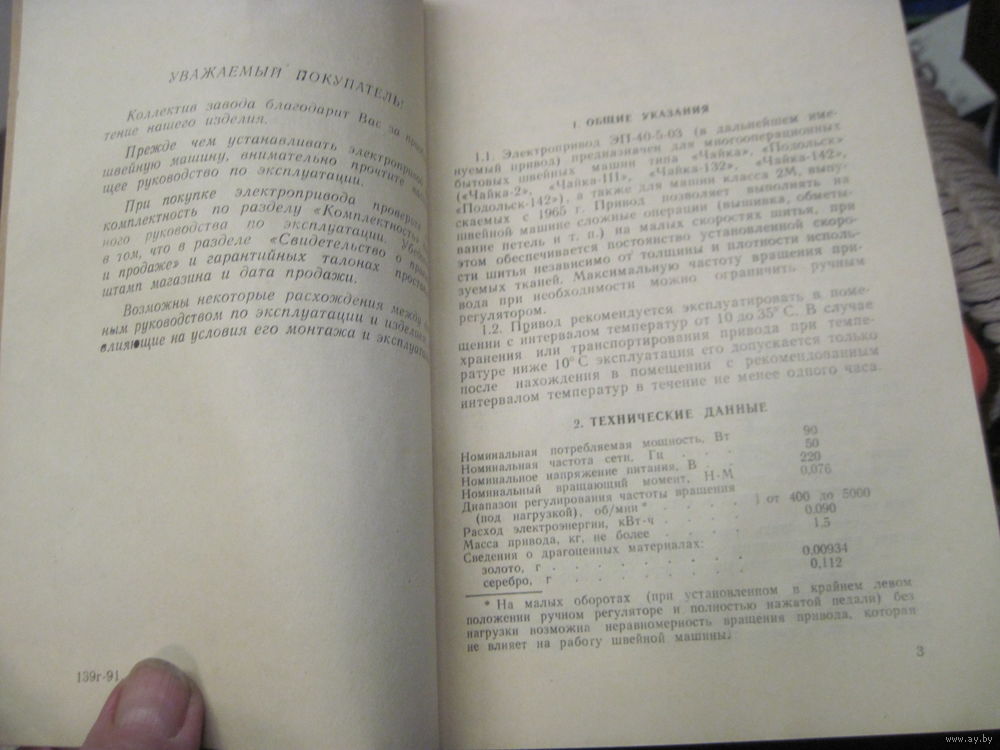 УВАЖАЕМЫЙ ПОКУПАТЕЛЬ!
Коллектив завода благодарит Вас за
тение нашего изделия.
Прежде чем устанавливать электропривод
швейную машину, внимательно прочтите
щее руководство по эксплуатации.
При покупке электропривода
комплектность по разделу «Комплектность»
ного руководства по эксплуатации.
в том, что в разделе «Свидетельство о
и продаже» и гарантийных талонах
штамп магазина и дата продажи.
Возможны некоторые расхождения между
ным руководством по эксплуатации и
влияющие на условия его монтажа и
139г-91
1. ОБЩИЕ УКАЗАНИЯ
1.1. Электропривод ЭП-40-5-03 (в дальнейшем име-
нуемый привод) предназначен для многооперационных
бытовых швейных машин типа «Чайка», «Подольск»
(«Чайка-2», «Чайка-III», «Чайка-132», «Чайка-142»,
«Подольск-142»), а также для машин класса 2М, выпу-
скаемых с 1965 г. Привод позволяет выполнять на
швейной машине сложные операции (вышивка, обметы-
вание петель и т. п.) на малых скоростях шитья, при
этом обеспечивается постоянство установленной скоро-
сти шитья независимо от толщины и плотности исполь-
зуемых тканей. Максимальную частоту вращения при-
вода при необходимости можно ограничить ручным
регулятором.
1.2. Привод рекомендуется эксплуатировать в поме-
щении с интервалом температур от 10 до 35° С. В случае
хранения или транспортирования привода при темпе-
ратуре ниже 10° С эксплуатация его допускается только
после нахождения в помещении с рекомендованным
интервалом температур в течение не менее одного часа.
2. ТЕХНИЧЕСКИЕ ДАННЫЕ
Номинальная потребляемая мощность, Вт 90
Номинальная частота сети, Гц . . . 50
Номинальное напряжение питания, В . . 220
Номинальный вращающий момент, Н-М 0,076
Диапазон регулирования частоты вращения
(под нагрузкой), об/мин * . . . . } от 400 до 5000
Расход электроэнергии, кВт-ч . . . . 0.090
Масса привода, кг, не более . . . . 1,5
Сведения о драгоценных материалах:
золото, г . . . . . . . 0,00934
серебро, г . . . . . . . 0,112
* На малых оборотах (при установленном в крайнем левом
положении ручном регуляторе и полностью нажатой педали) без
нагрузки возможна неравномерность вращения привода, которая
не влияет на работу швейной машины.
3
www.ay.by